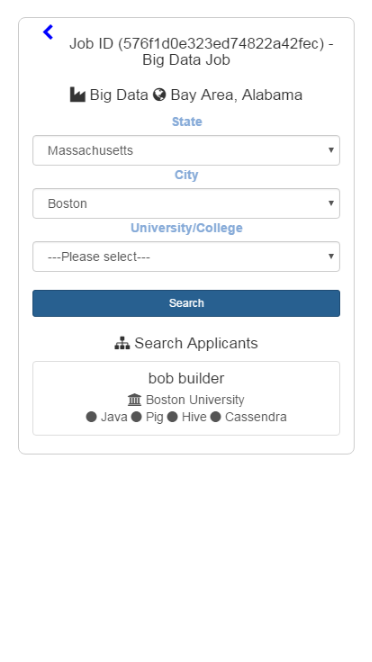 Job ID (576f1d0e323ed74822a42fec) -
Big Data Job
Big Data Bay Area, Alabama
State
Massachusetts
City
Boston
University/College
---Please select---
Search
Search Applicants
bob builder
Boston University
Java Pig Hive Cassendra